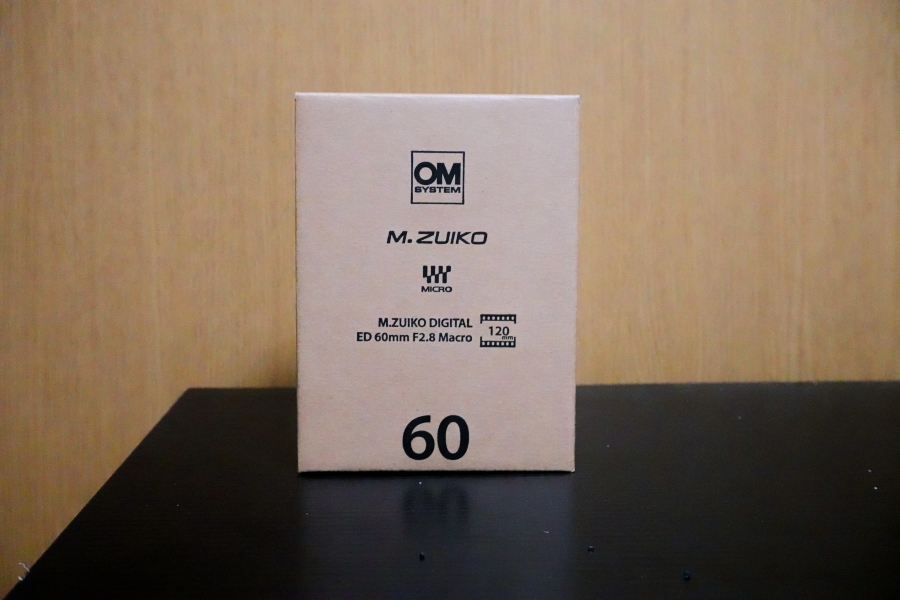 OM
SYSTEM
M.ZUIKO
MICRO
M.ZUIKO DIGITAL
ED 60mm F2.8 Macro
120
mm
60